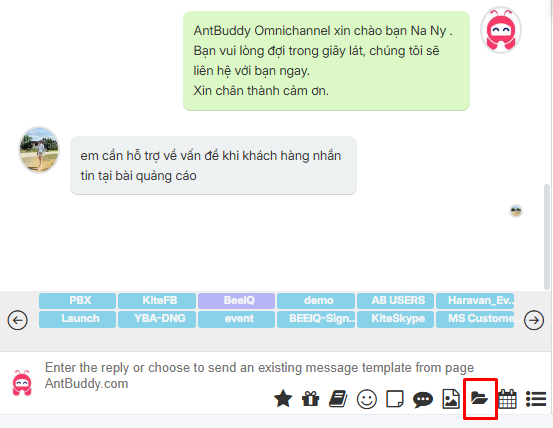 AntBuddy Omnichannel xin chào bạn Na Ny .
Bạn vui lòng đợi trong giây lát, chúng tôi sẽ
liên hệ với bạn ngay.
Xin chân thành cảm ơn.
em cần hỗ trợ về vấn đề khi khách hàng nhắn
tin tại bài quảng cáo
PBX KiteFB BeeIQ demo AB USERS Haravan_Ev..
Launch YBA-DNG event BEEIQ-Sign.. KiteSkype MS Custome
Enter the reply or choose to send an existing message template from page
AntBuddy.com